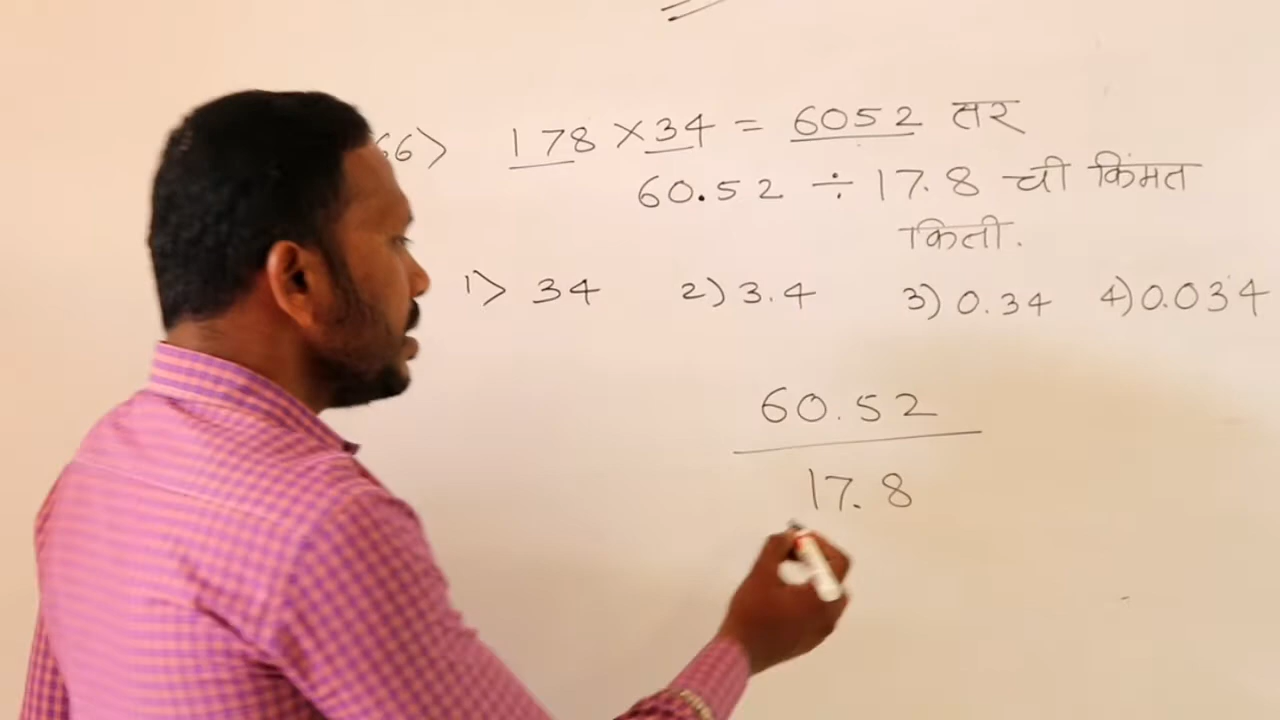 66> 178 × 34 = 6052 तर
60.52 ÷ 17.8 ची किंमत
किती.
1> 34 2) 3.4 3) 0.34 4) 0.034
60.52
17.8